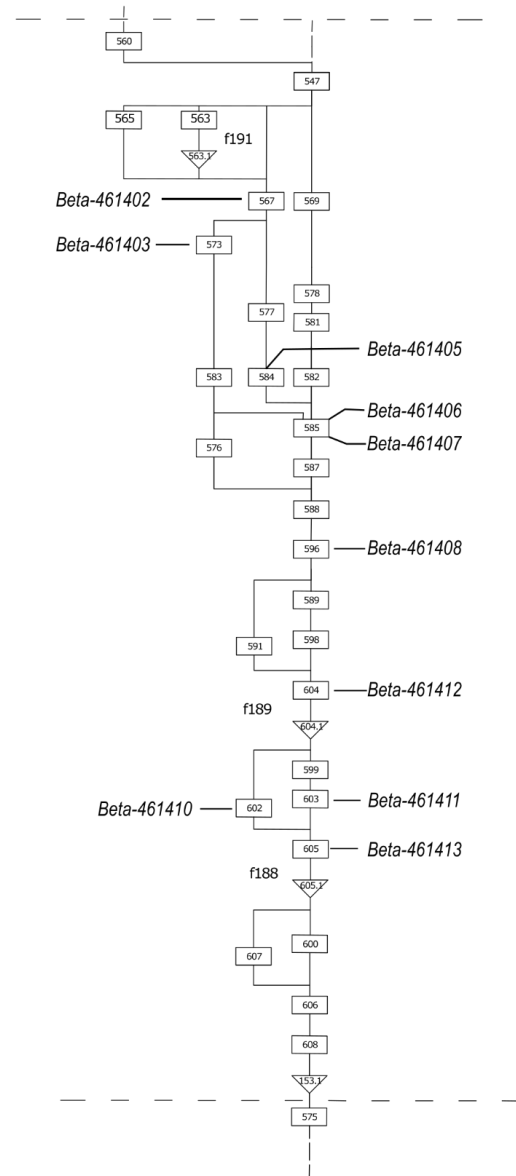 560
547
565 563
f191
563.1
Beta-461402 567 569
Beta-461403 573
578
577
581
Beta-461405
583 584 582
Beta-461406
585
Beta-461407
576
587
588
596 Beta-461408
589
598
591
604 Beta-461412
f189
604.1
599
603 Beta-461411
Beta-461410 602
605 Beta-461413
f188
605.1
600
607
606
608
153.1
575